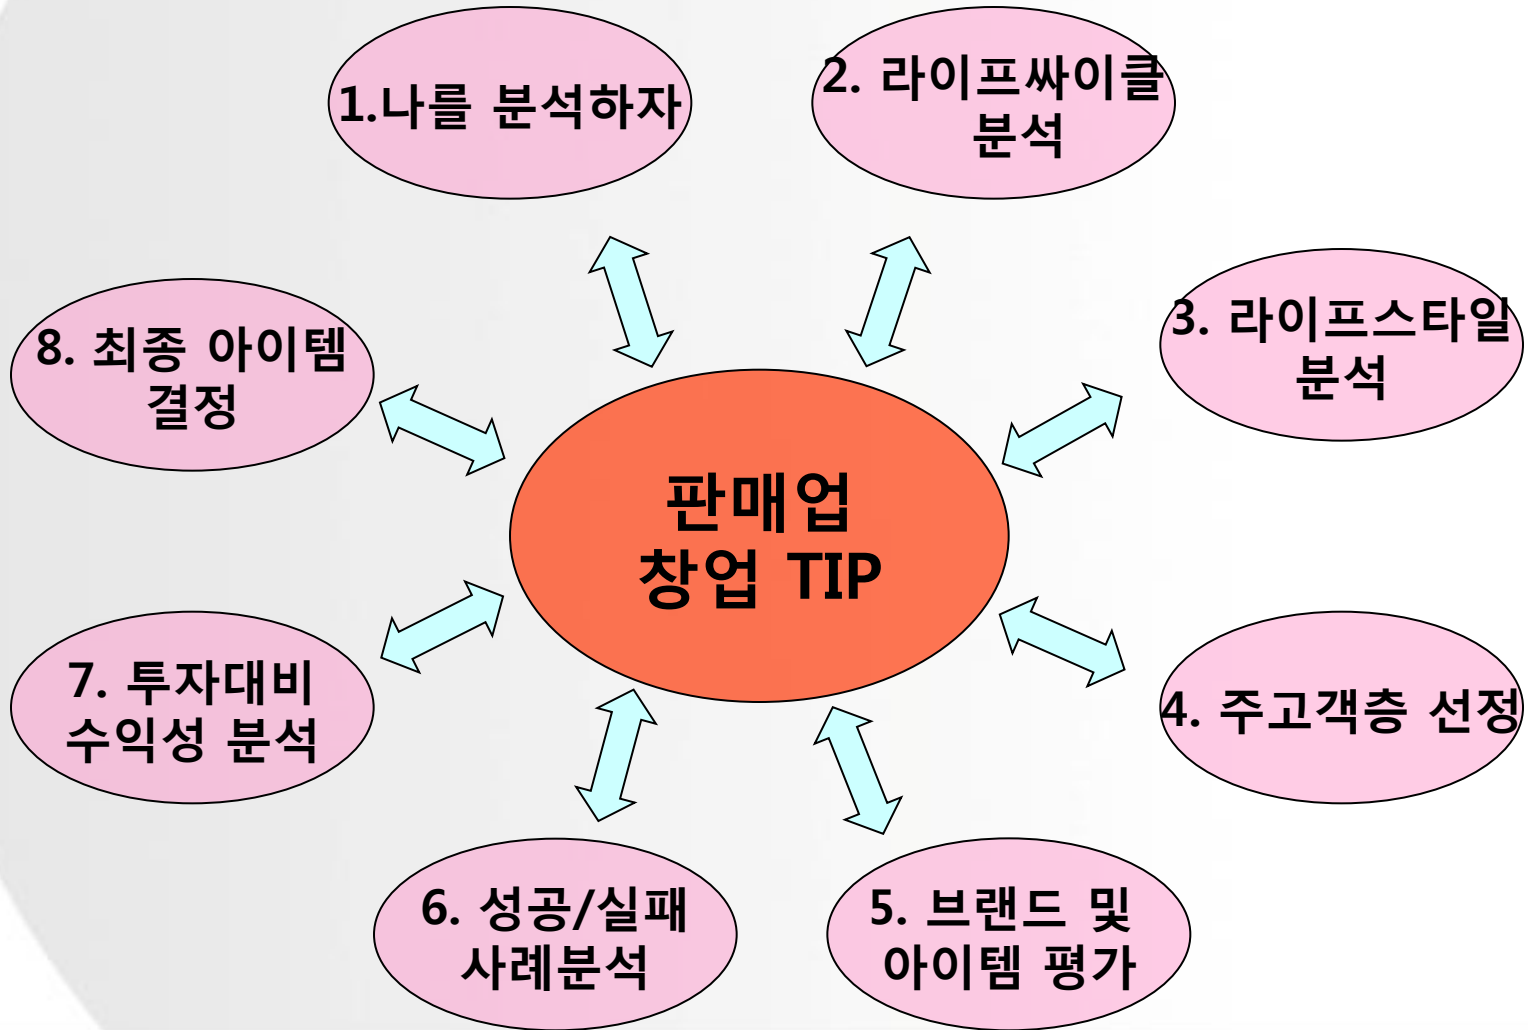 1.나를 분석하자
2. 라이프싸이클
분석
3. 라이프스타일
분석
4. 주고객층 선정
5. 브랜드 및
아이템 평가
6. 성공/실패
사례분석
7. 투자대비
수익성 분석
8. 최종 아이템
결정
판매업
창업 TIP